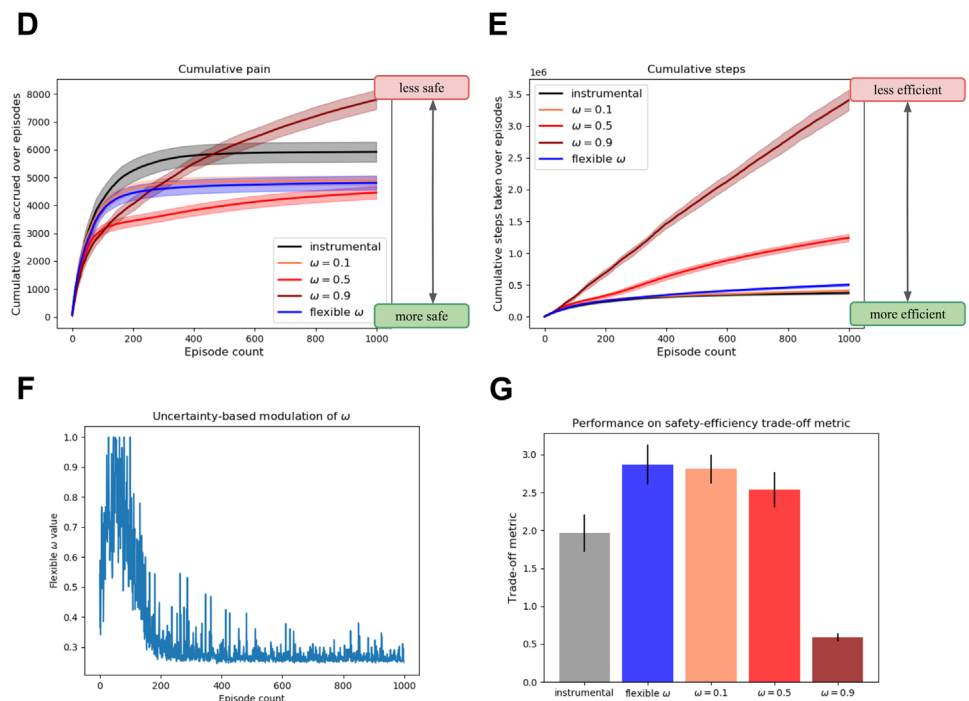 D
Cumulative pain
less safe
8000
7000
6000
5000
4000
3000
2000
1000
0
Cumulative pain accrued over episodes
instrumental
ω = 0.1
ω = 0.5
ω = 0.9
flexible ω
more safe
0 200 400 600 800 1000
Episode count
E
1e6
Cumulative steps
less efficient
3.5
3.0
2.5
2.0
1.5
1.0
0.5
0.0
Cumulative steps taken over episodes
instrumental
ω = 0.1
ω = 0.5
ω = 0.9
flexible ω
more efficient
0 200 400 600 800 1000
Episode count
F
Uncertainty-based modulation of ω
1.0
0.9
0.8
0.7
0.6
0.5
0.4
0.3
Flexible ω value
0 200 400 600 800 1000
Episode count
G
Performance on safety-efficiency trade-off metric
3.0
2.5
2.0
1.5
1.0
0.5
0.0
Trade-off metric
instrumental flexible ω ω = 0.1 ω = 0.5 ω = 0.9